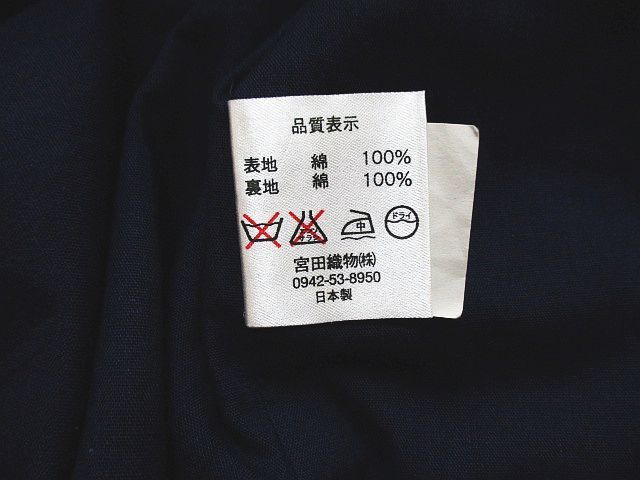 品質表示
表地 綿 100%
裏地 綿 100%
中 ドライ
宮田織物㈱
0942-53-8950
日本製